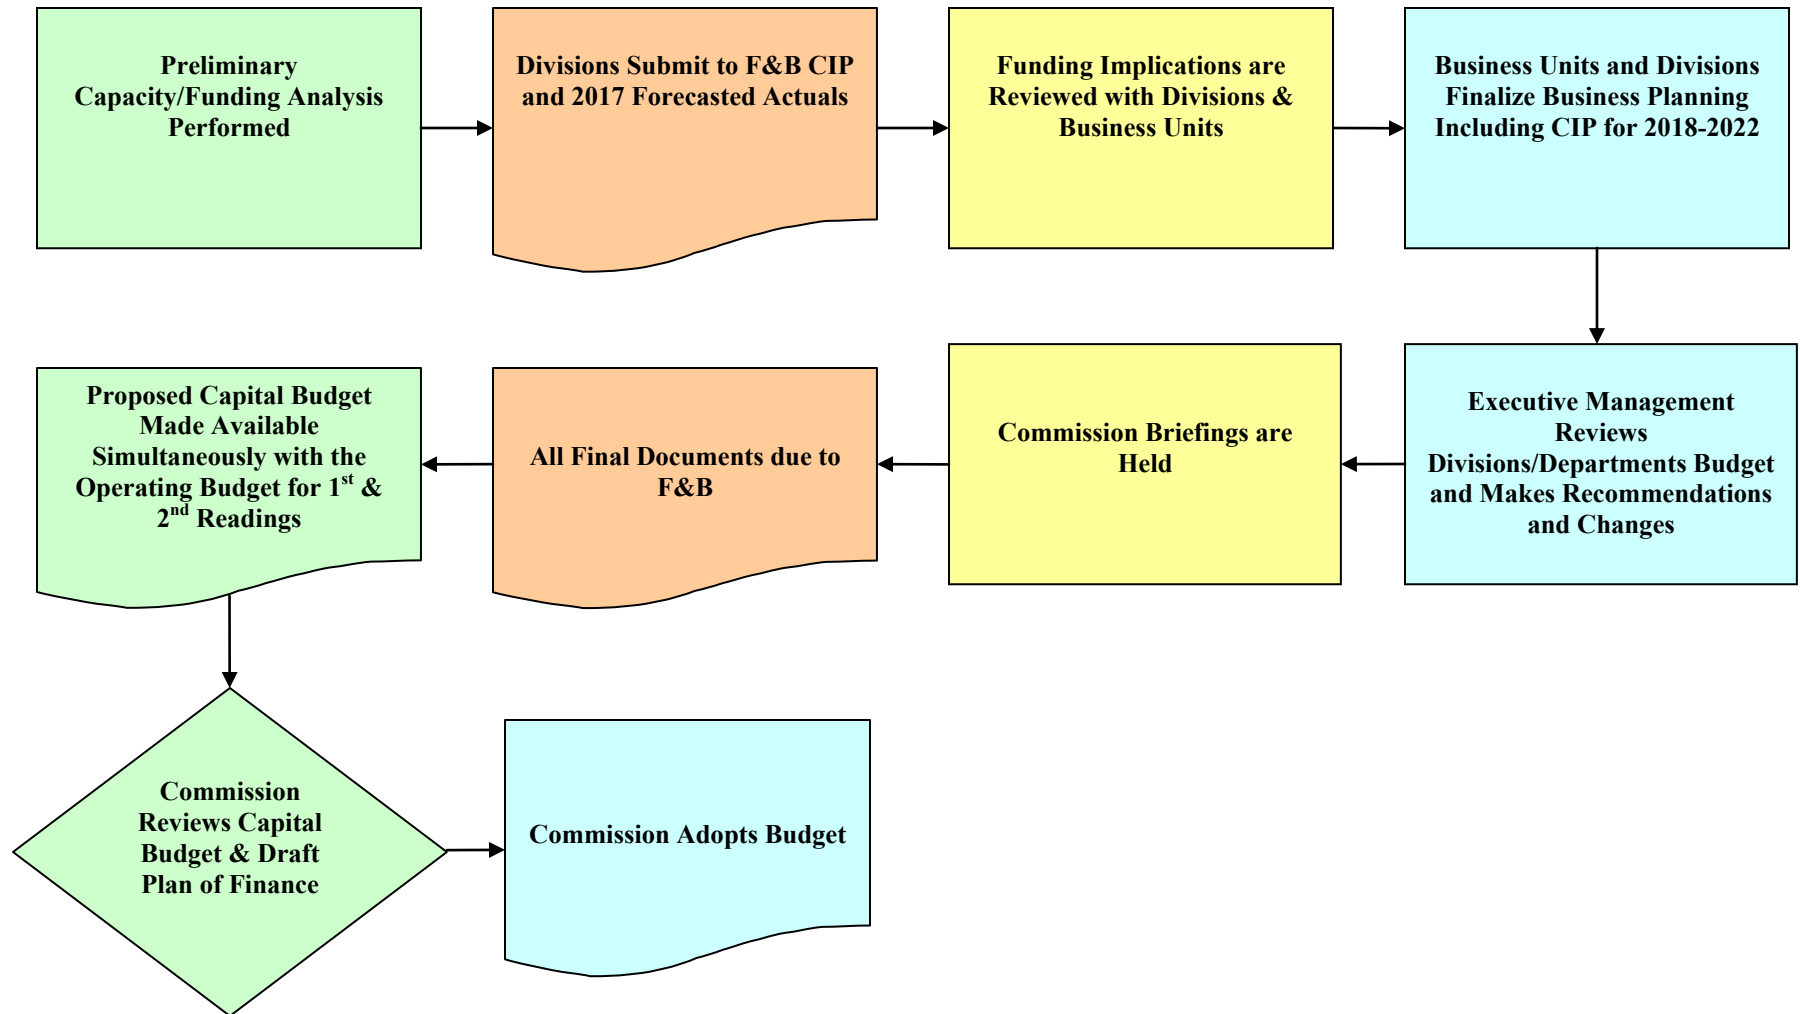 Preliminary
Capacity/Funding Analysis
Performed
Divisions Submit to F&B CIP
and 2017 Forecasted Actuals
Funding Implications are
Reviewed with Divisions &
Business Units
Business Units and Divisions
Finalize Business Planning
Including CIP for 2018-2022
Executive Management
Reviews
Divisions/Departments Budget
and Makes Recommendations
and Changes
Commission Briefings are
Held
All Final Documents due to
F&B
Proposed Capital Budget
Made Available
Simultaneously with the
Operating Budget for 1st &
2nd Readings
Commission
Reviews Capital
Budget & Draft
Plan of Finance
Commission Adopts Budget